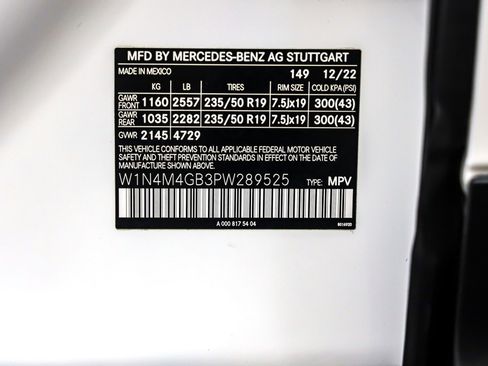 MFD BY MERCEDES-BENZ AG STUTTGART
MADE IN MEXICO 149 12/22
KG LB TIRES RIM SIZE COLD KPA (PSI)
GAWR FRONT 1160 2557 235/50 R19 7.5Jx19 300(43)
GAWR REAR 1035 2282 235/50 R19 7.5Jx19 300(43)
GVWR 2145 4729
THIS VEHICLE CONFORMS TO ALL APPLICABLE FEDERAL MOTOR VEHICLE
SAFETY AND THEFT PREVENTION STANDARDS IN EFFECT ON THE DATE OF
MANUFACTURE SHOWN ABOVE.
W1N4M4GB3PW289525 TYPE: MPV
A 000 817 54 04